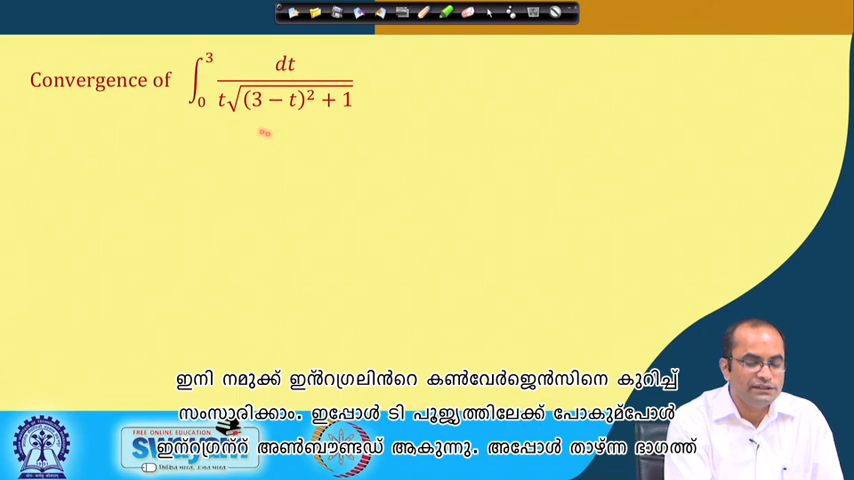 Convergence of ∫₀³ dt / (t√((3 − t)² + 1))
ഇനി നമുക്ക് ഇൻറഗ്രലിൻറെ കൺവേർജെൻസിനെ കുറിച്ച്
സംസാരിക്കാം. ഇപ്പോൾ ടി പൂജ്യത്തിലേക്ക് പോകുമ്പോൾ
ഇൻറഗ്രൻറ് അൺബൗണ്ടഡ് ആകുന്നു. അപ്പോൾ താഴ്ന്ന ഭാഗത്ത്
FREE ONLINE EDUCATION
swayam